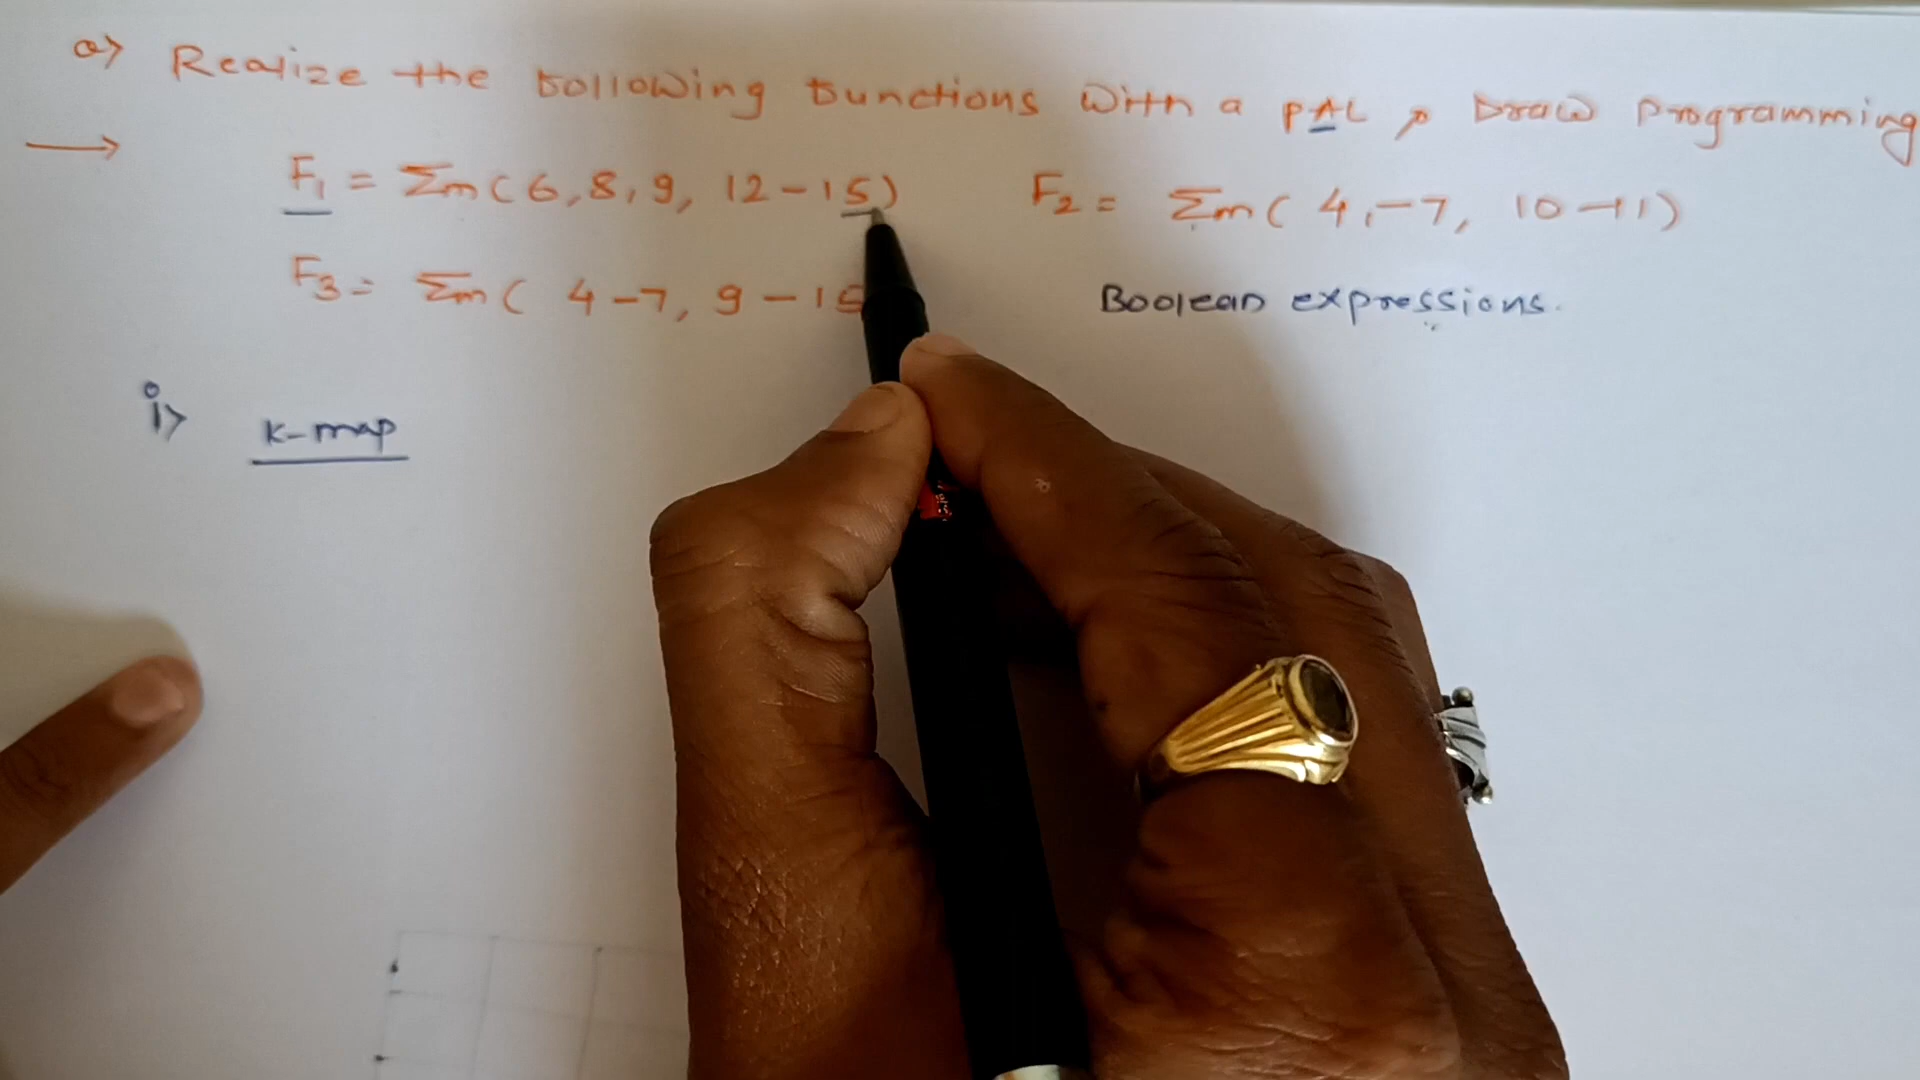 a) Realize the following functions with a PAL, Draw Programming
→ F₁ = Σm(6,8,9, 12-15) F₂ = Σm(4,-7, 10-11)
F₃ = Σm(4-7, 9-15 Boolean expressions.
i) K-map